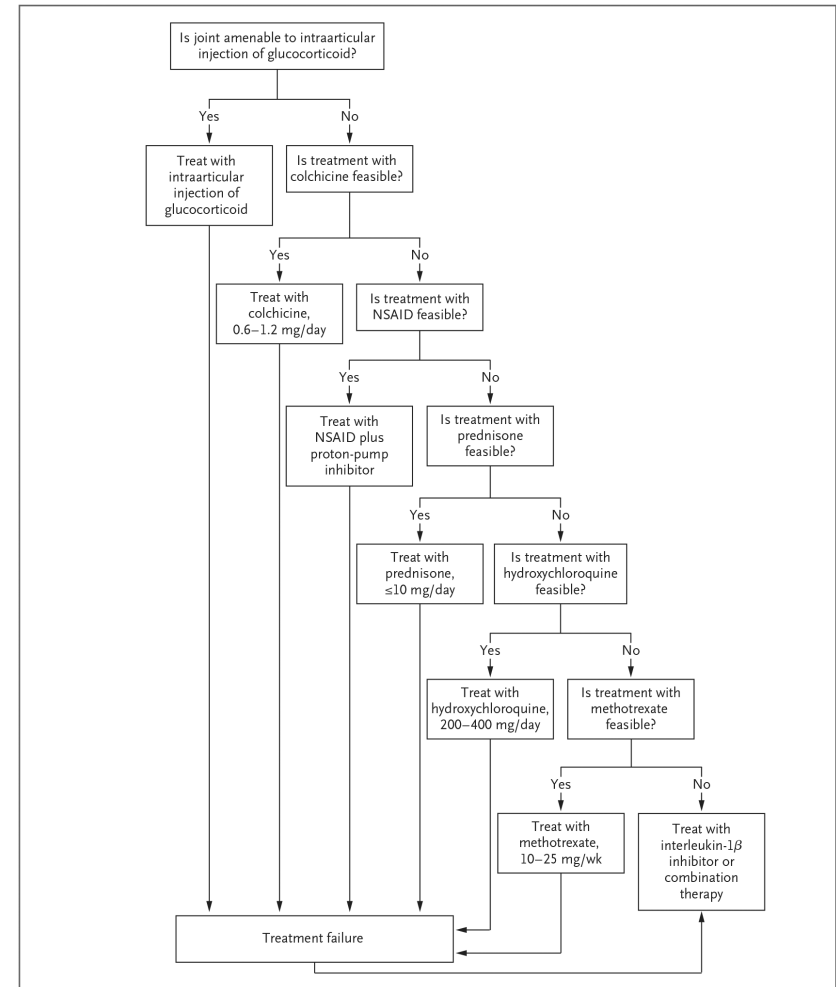 Is joint amenable to intraarticular
injection of glucocorticoid?
Yes
No
Treat with
intraarticular
injection of
glucocorticoid
Is treatment with
colchicine feasible?
Yes
No
Treat with
colchicine,
0.6–1.2 mg/day
Is treatment with
NSAID feasible?
Yes
No
Treat with
NSAID plus
proton-pump
inhibitor
Is treatment with
prednisone
feasible?
Yes
No
Treat with
prednisone,
≤10 mg/day
Is treatment with
hydroxychloroquine
feasible?
Yes
No
Treat with
hydroxychloroquine,
200–400 mg/day
Is treatment with
methotrexate
feasible?
Yes
No
Treat with
methotrexate,
10–25 mg/wk
Treat with
interleukin-1β
inhibitor or
combination
therapy
Treatment failure